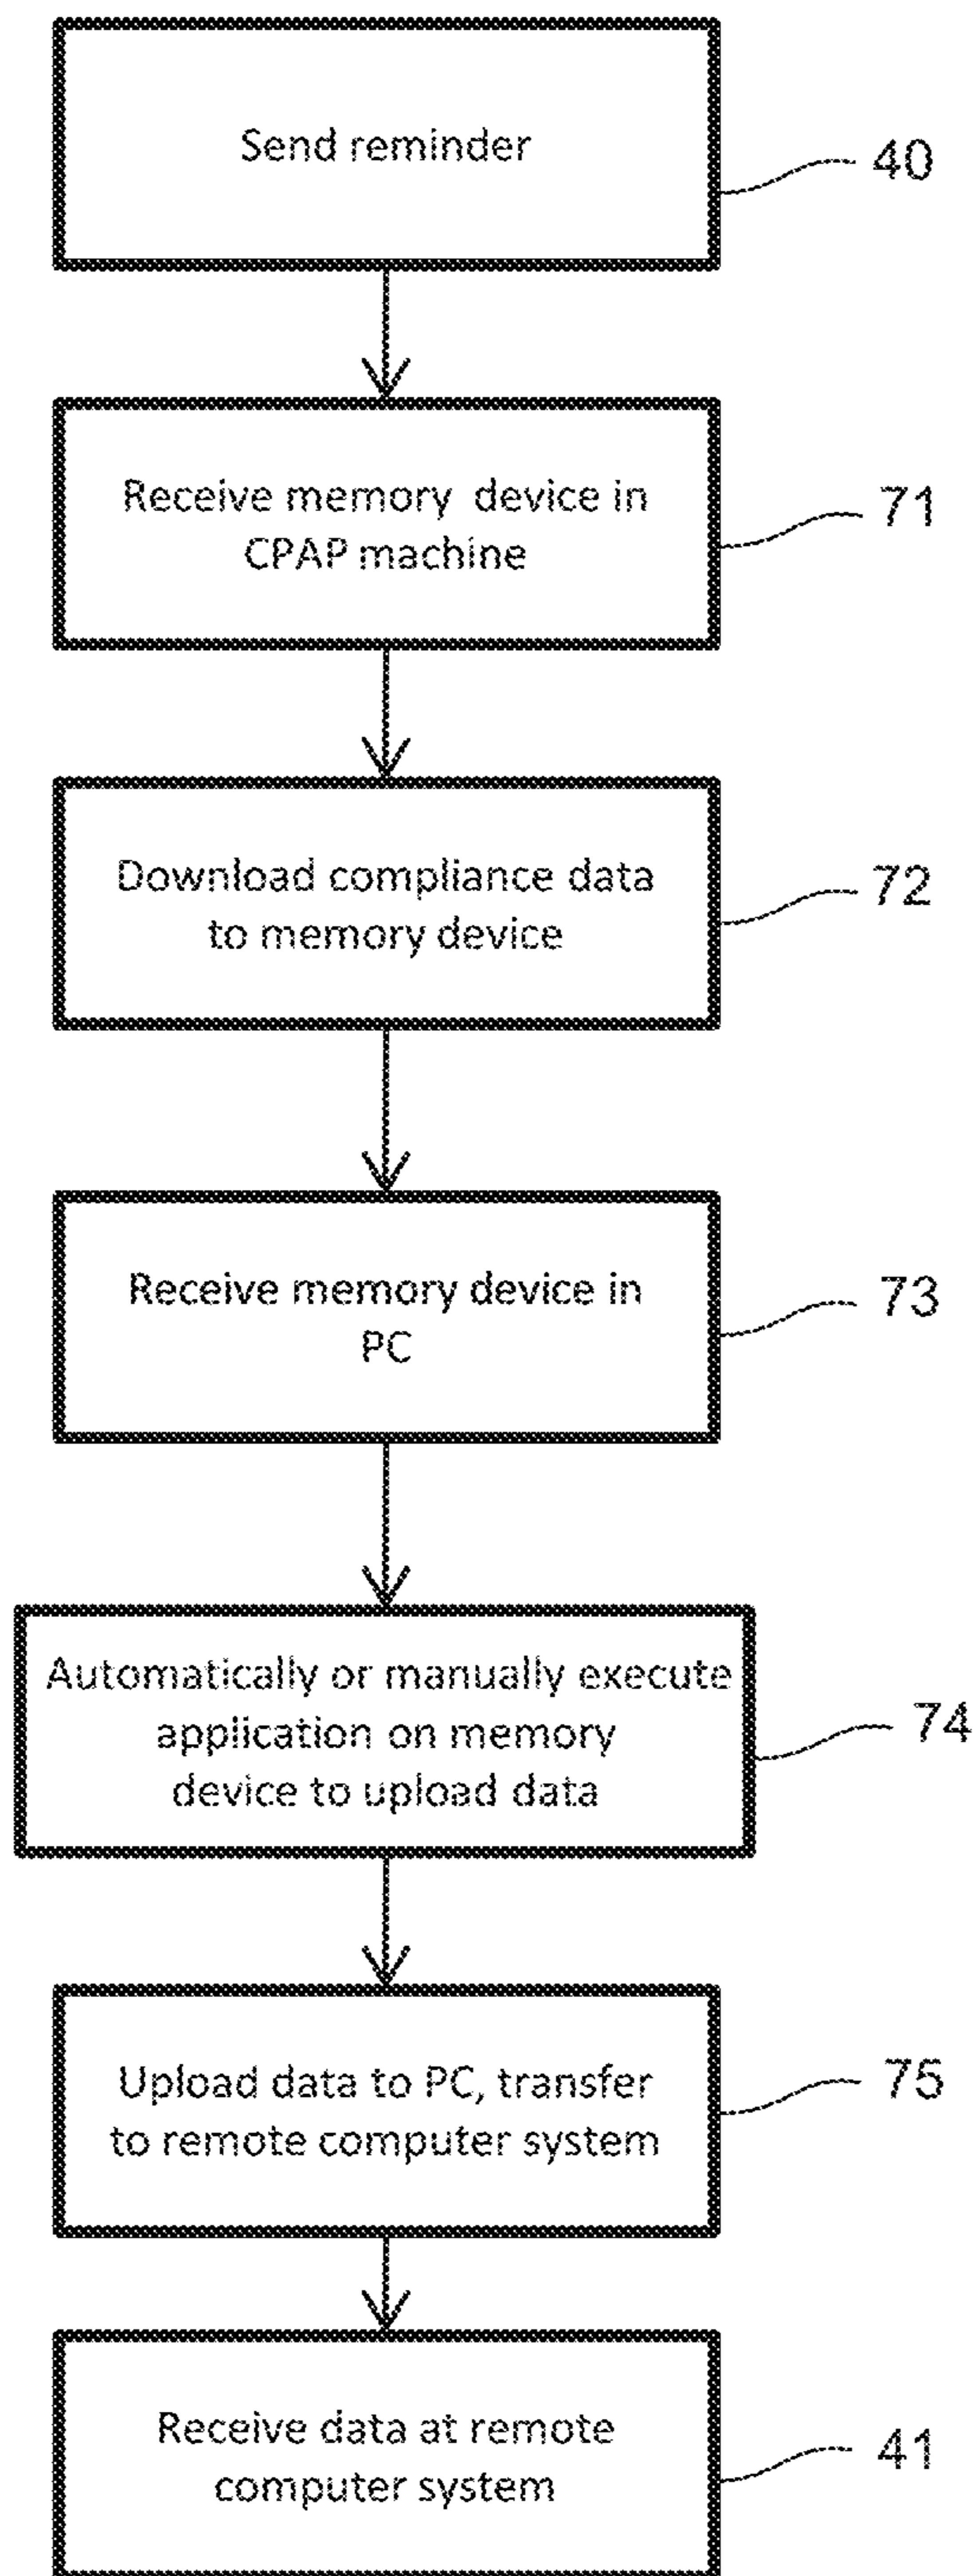 Send reminder
40
Receive memory device in
CPAP machine
71
Download compliance data
to memory device
72
Receive memory device in
PC
73
Automatically or manually execute
application on memory
device to upload data
74
Upload data to PC, transfer
to remote computer system
75
Receive data at remote
computer system
41